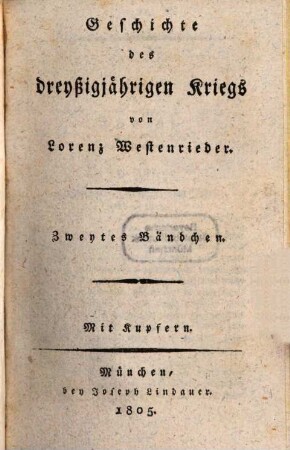 Geschichte
des
dreyßigjährigen Kriegs
von
Lorenz Westenrieder.
Zweytes Bändchen.
Mit Kupfern.
München,
bey Joseph Lindauer.
1805.